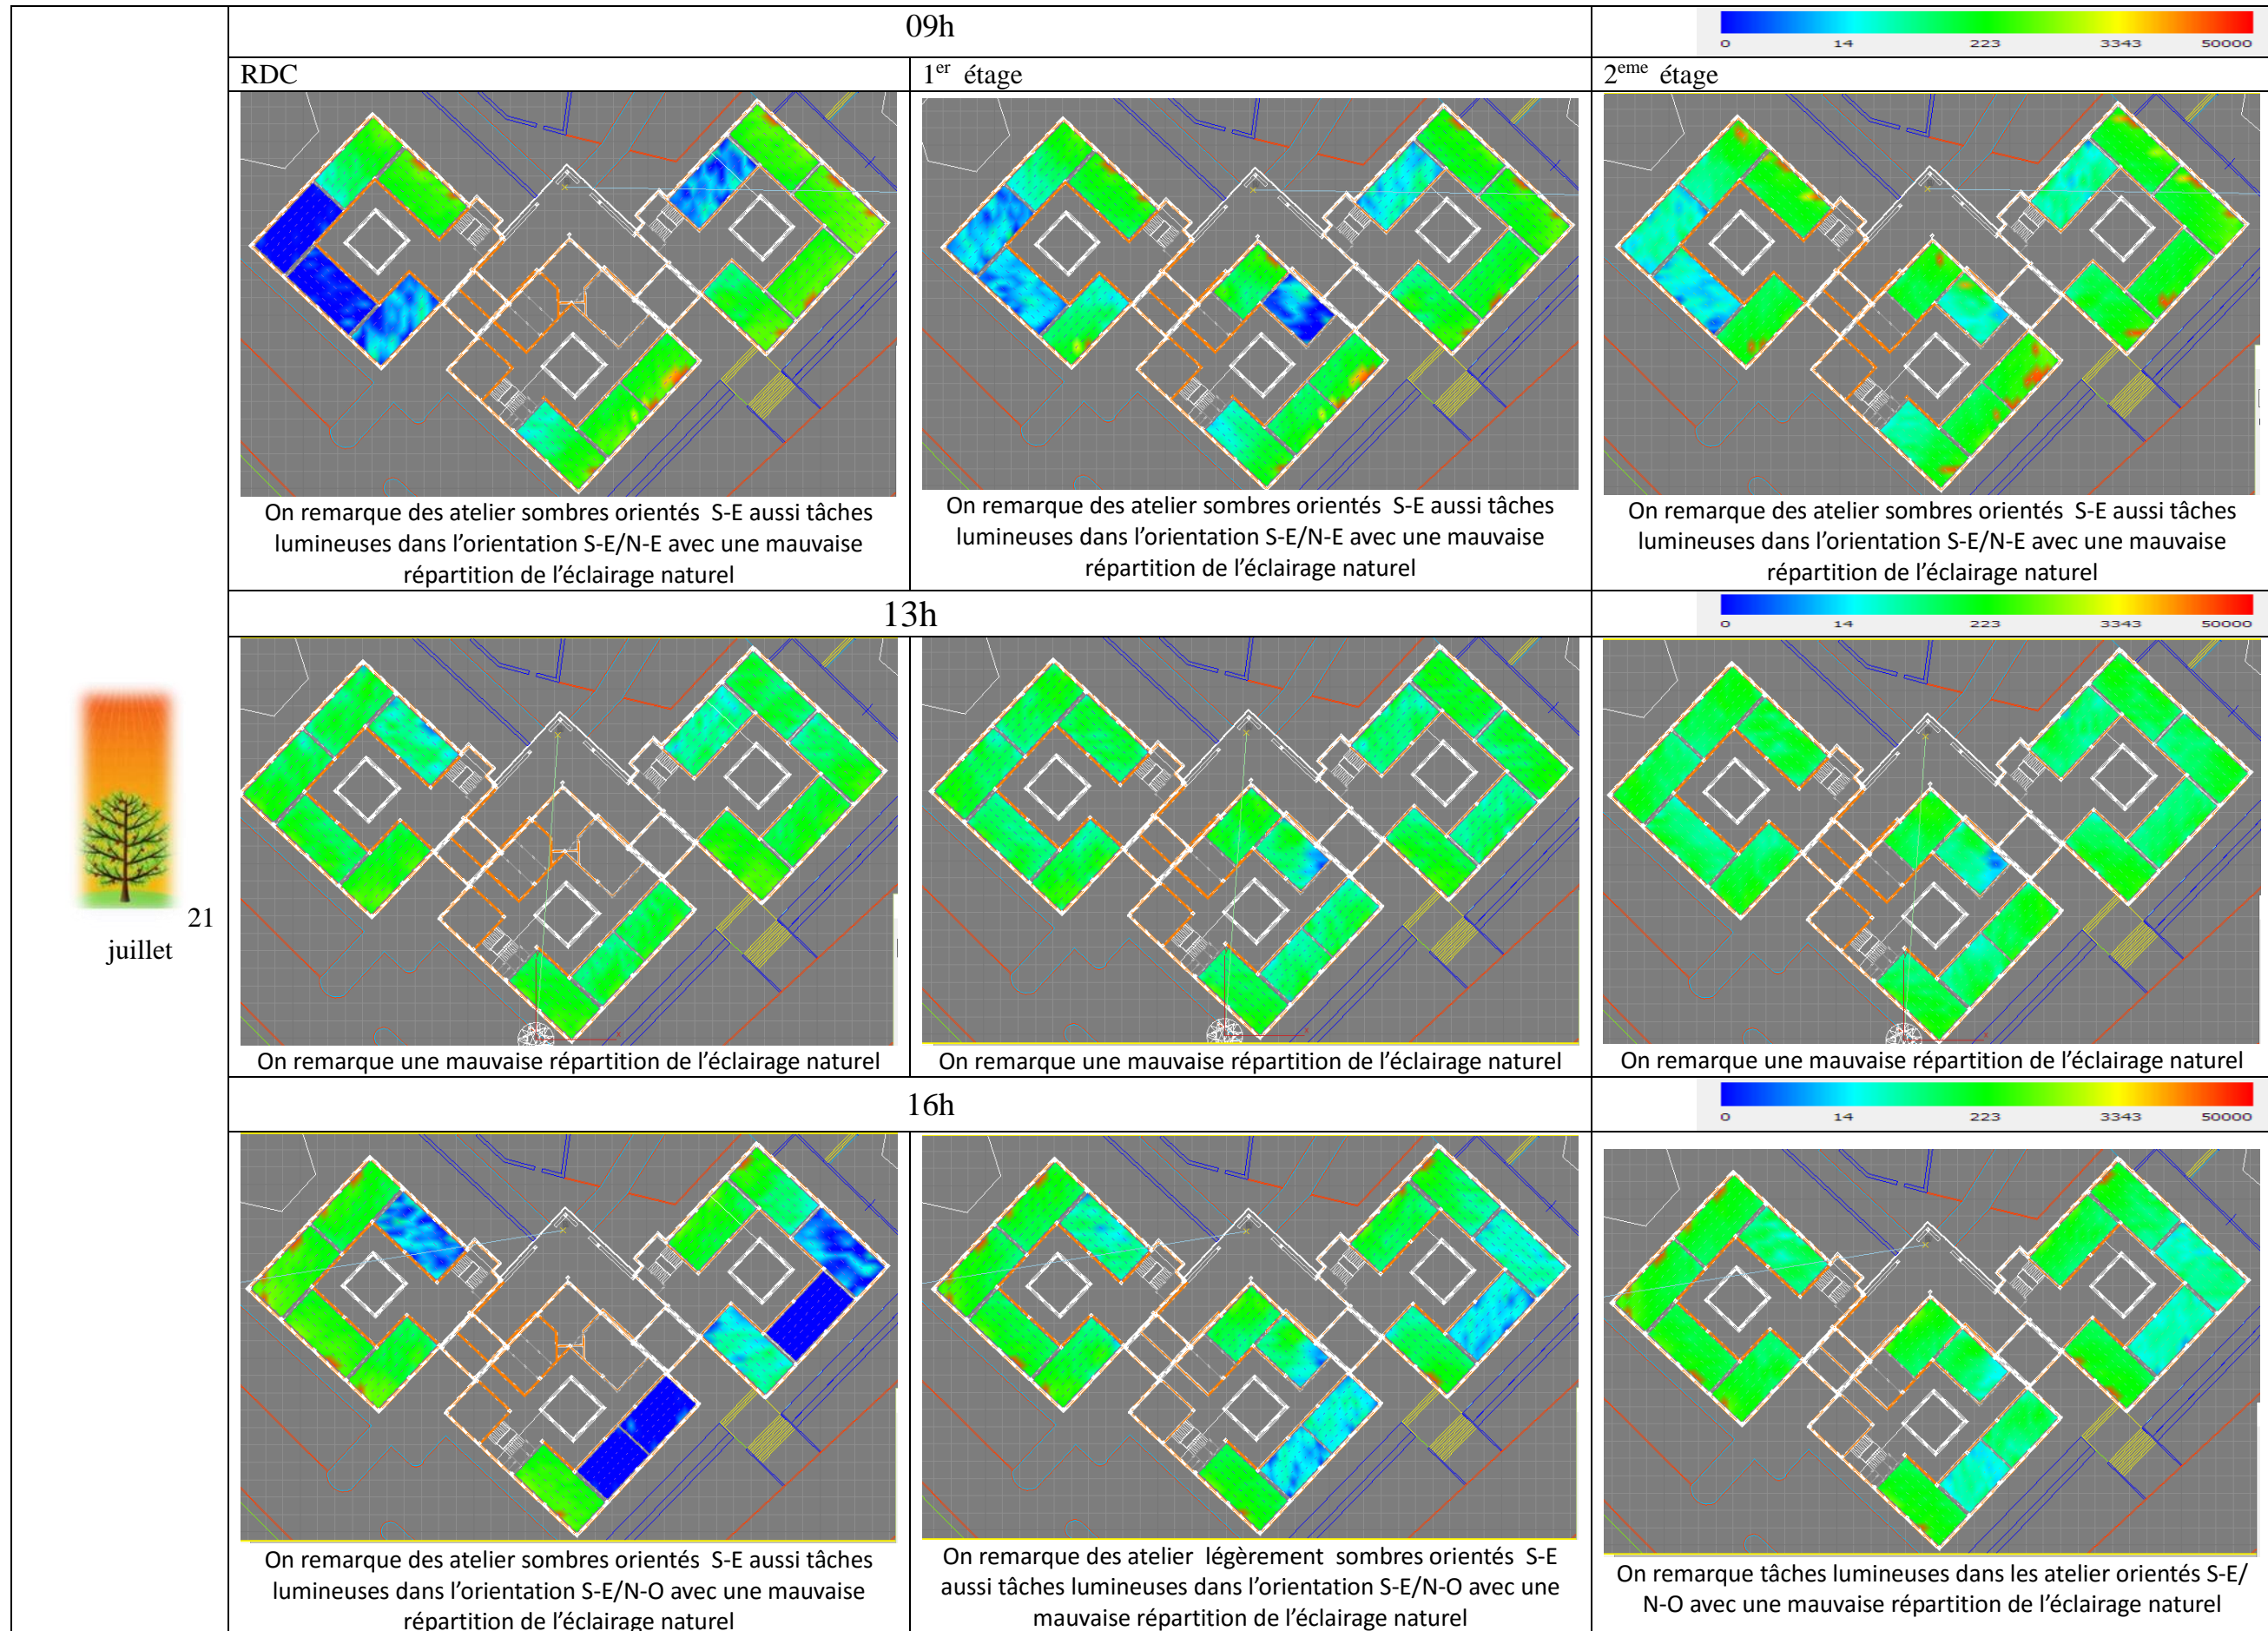 09h
0 14 223 3343 50000
RDC
1er étage
2eme étage
On remarque des atelier sombres orientés S-E aussi tâches
lumineuses dans l'orientation S-E/N-E avec une mauvaise
répartition de l'éclairage naturel
On remarque des atelier sombres orientés S-E aussi tâches
lumineuses dans l'orientation S-E/N-E avec une mauvaise
répartition de l'éclairage naturel
On remarque des atelier sombres orientés S-E aussi tâches
lumineuses dans l'orientation S-E/N-E avec une mauvaise
répartition de l'éclairage naturel
13h
0 14 223 3343 50000
21
juillet
On remarque une mauvaise répartition de l'éclairage naturel
On remarque une mauvaise répartition de l'éclairage naturel
On remarque une mauvaise répartition de l'éclairage naturel
16h
0 14 223 3343 50000
On remarque des atelier sombres orientés S-E aussi tâches
lumineuses dans l'orientation S-E/N-O avec une mauvaise
répartition de l'éclairage naturel
On remarque des atelier légèrement sombres orientés S-E
aussi tâches lumineuses dans l'orientation S-E/N-O avec une
mauvaise répartition de l'éclairage naturel
On remarque tâches lumineuses dans les atelier orientés S-E/
N-O avec une mauvaise répartition de l'éclairage naturel